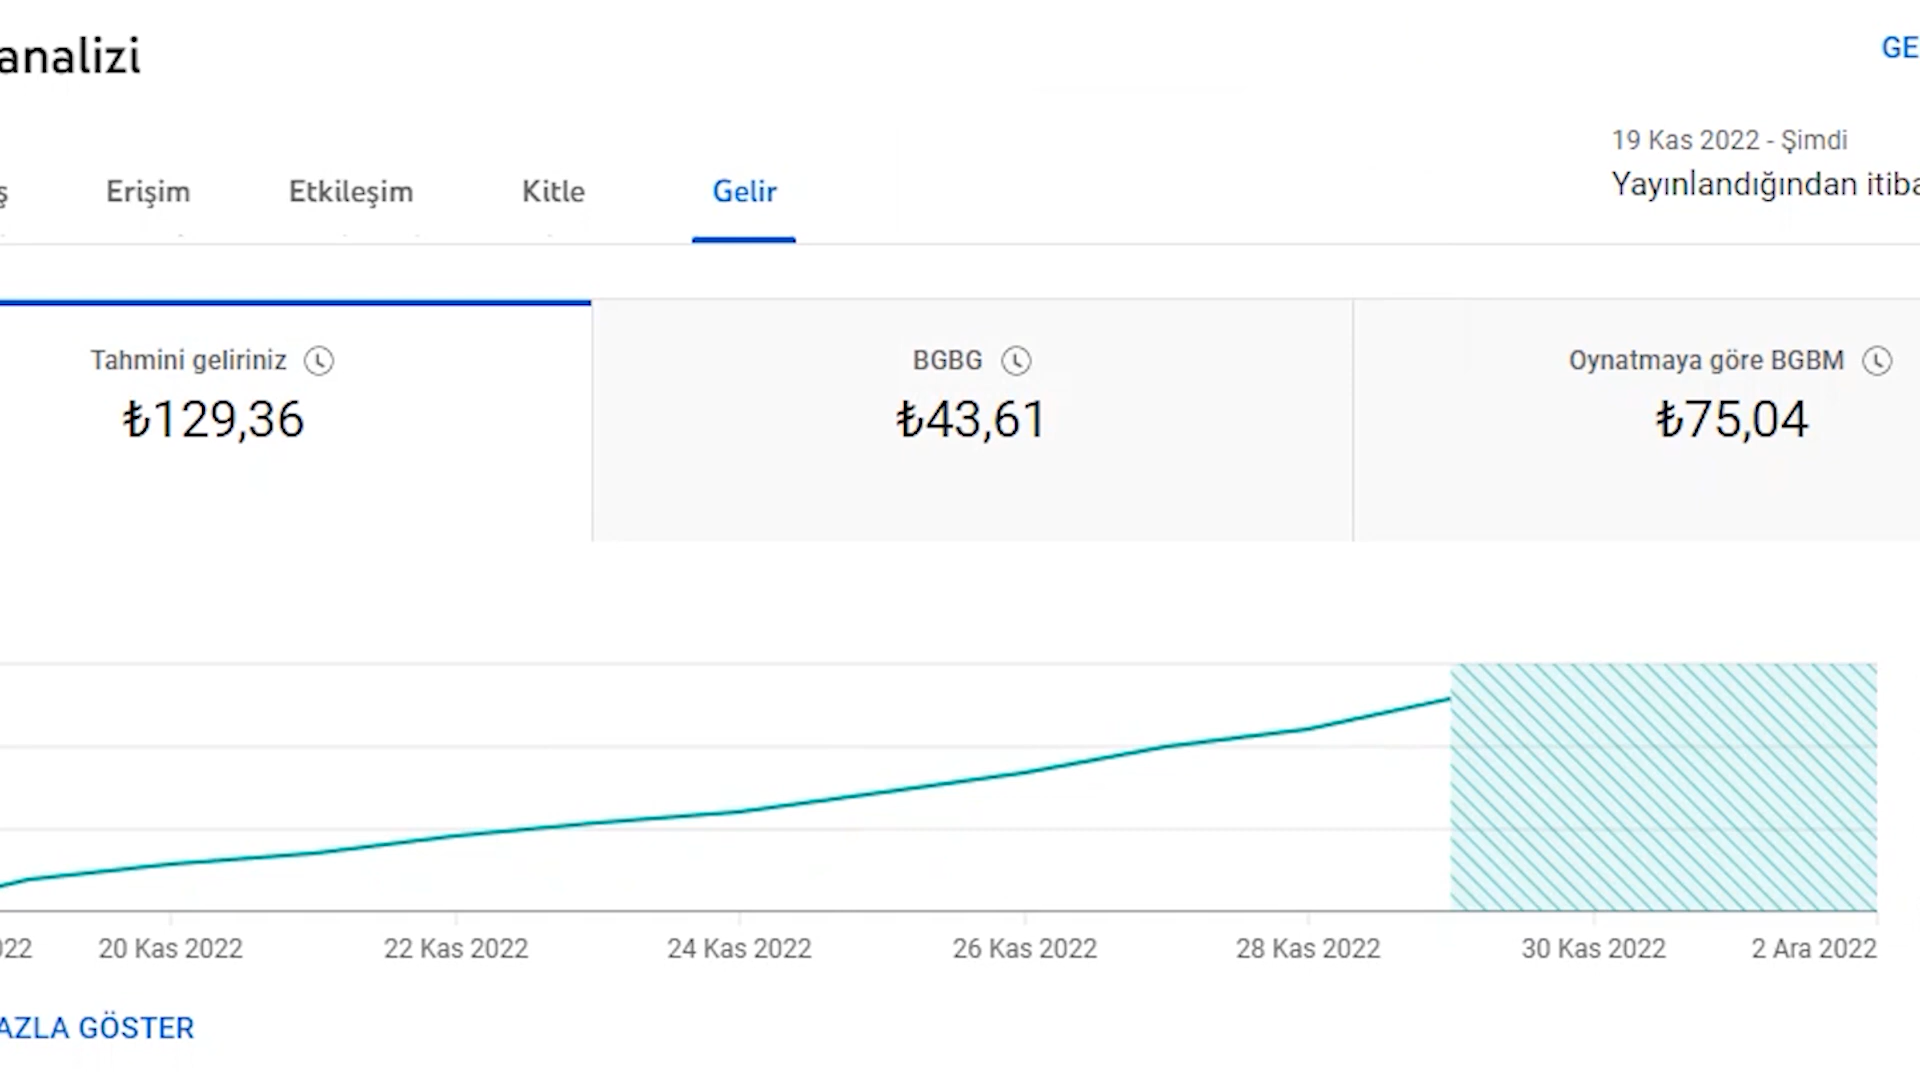 analizi
GE
19 Kas 2022 - Şimdi
Yayınlandığından itiba
ş Erişim Etkileşim Kitle Gelir
Tahmini geliriniz BGBG Oynatmaya göre BGBM
₺129,36 ₺43,61 ₺75,04
022 20 Kas 2022 22 Kas 2022 24 Kas 2022 26 Kas 2022 28 Kas 2022 30 Kas 2022 2 Ara 2022
AZLA GÖSTER